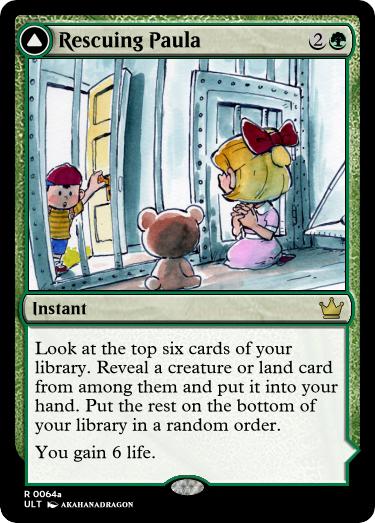 Rescuing Paula
2
Instant
Look at the top six cards of your
library. Reveal a creature or land card
from among them and put it into your
hand. Put the rest on the bottom of
your library in a random order.
You gain 6 life.
R 0064a
ULT AKAHANADRAGON